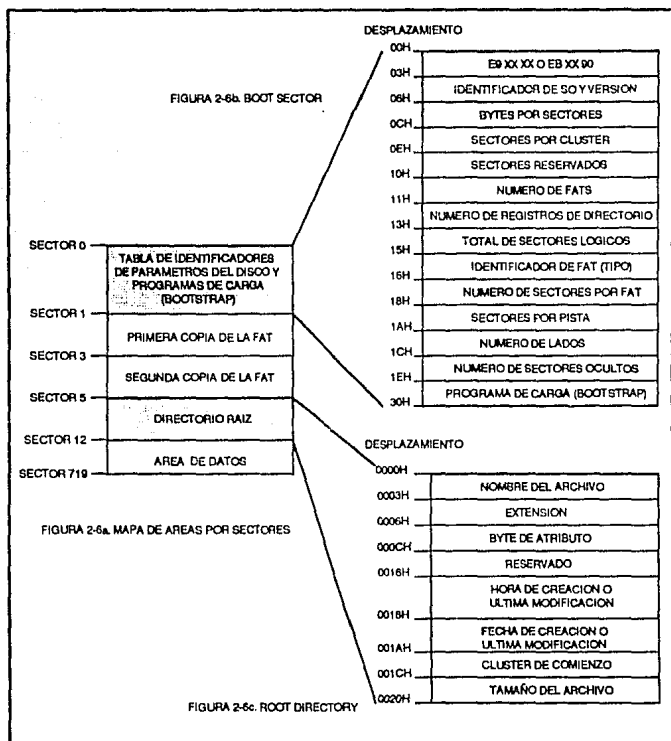 DESPLAZAMIENTO
00H
E9 XX XX O EB XX 90
03H
FIGURA 2-6b. BOOT SECTOR
IDENTIFICADOR DE SO Y VERSION
06H
BYTES POR SECTORES
0CH
SECTORES POR CLUSTER
0EH
SECTORES RESERVADOS
10H
NUMERO DE FATS
11H
NUMERO DE REGISTROS DE DIRECTORIO
13H
TOTAL DE SECTORES LOGICOS
15H
IDENTIFICADOR DE FAT (TIPO)
16H
NUMERO DE SECTORES POR FAT
18H
SECTORES POR PISTA
1AH
NUMERO DE LADOS
1CH
NUMERO DE SECTORES OCULTOS
1EH
PROGRAMA DE CARGA (BOOTSTRAP)
30H
SECTOR 0
TABLA DE IDENTIFICADORES
DE PARAMETROS DEL DISCO Y
PROGRAMAS DE CARGA
(BOOTSTRAP)
SECTOR 1
PRIMERA COPIA DE LA FAT
SECTOR 3
SEGUNDA COPIA DE LA FAT
SECTOR 5
DIRECTORIO RAIZ
SECTOR 12
AREA DE DATOS
SECTOR 719
FIGURA 2-6a. MAPA DE AREAS POR SECTORES
DESPLAZAMIENTO
0000H
NOMBRE DEL ARCHIVO
0003H
EXTENSION
0006H
BYTE DE ATRIBUTO
000CH
RESERVADO
0016H
HORA DE CREACION O
ULTIMA MODIFICACION
0018H
FECHA DE CREACION O
ULTIMA MODIFICACION
001AH
CLUSTER DE COMIENZO
001CH
TAMAÑO DEL ARCHIVO
0020H
FIGURA 2-6c. ROOT DIRECTORY